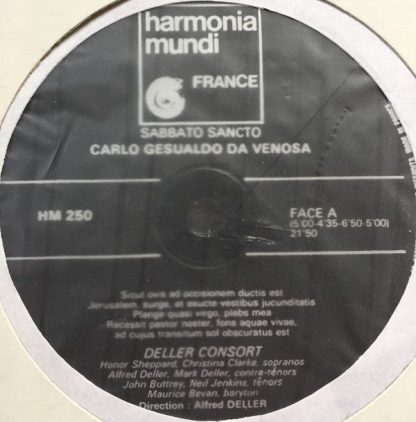 harmonia
mundi
FRANCE
SABBATO SANCTO
CARLO GESUALDO DA VENOSA
HM 250
FACE A
(5'00-4'35-6'50-5'00)
21'50
Sicut ovis ad occisionem ductis est
Jerusalem, surge, et exucte vestibus jucunditatis
Plange quasi virgo, plebs mea
Recessit pastor noster, fons aquae vivae,
ad cujus transitum sol obscuratus est
DELLER CONSORT
Honor Sheppard, Christina Clarke, sopranos
Alfred Deller, Mark Deller, contre-ténors
John Buttrey, Neil Jenkins, ténors
Maurice Bevan, baryton
Direction : Alfred DELLER